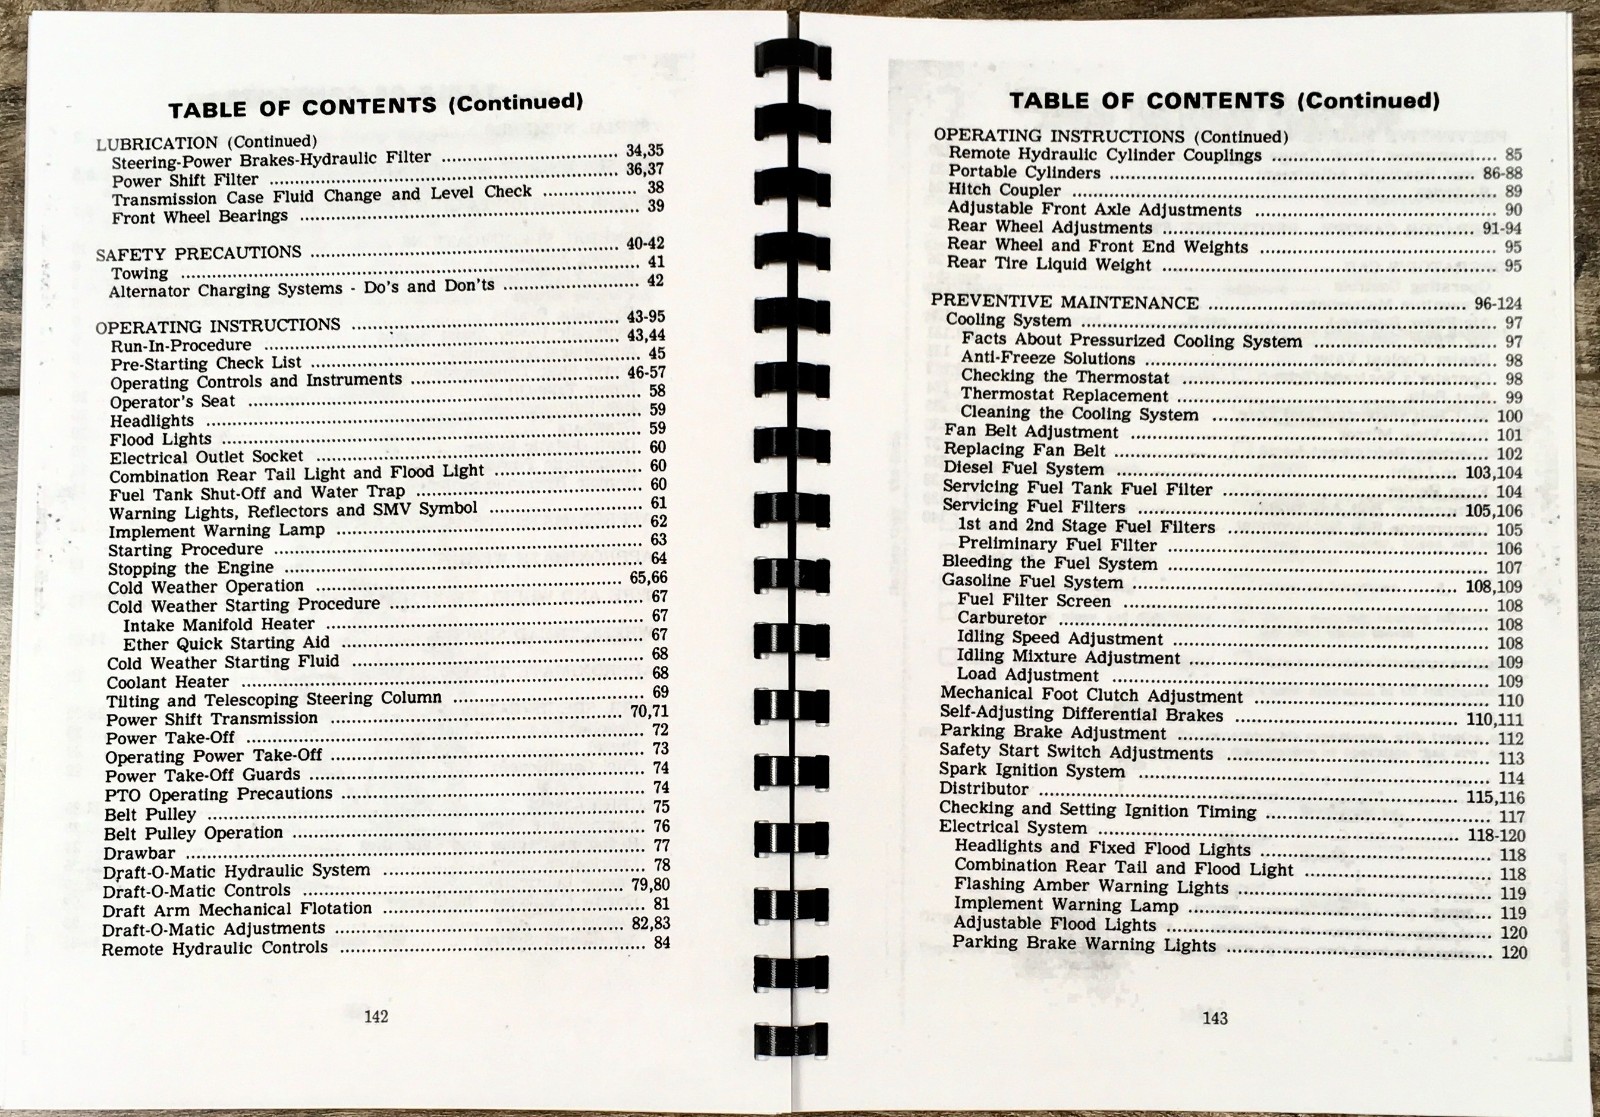 TABLE OF CONTENTS (Continued)
LUBRICATION (Continued)
Steering-Power Brakes-Hydraulic Filter ........ 34,35
Power Shift Filter ........ 36,37
Transmission Case Fluid Change and Level Check ........ 38
Front Wheel Bearings ........ 39
SAFETY PRECAUTIONS ........ 40-42
Towing ........ 41
Alternator Charging Systems - Do's and Don'ts ........ 42
OPERATING INSTRUCTIONS ........ 43-95
Run-In-Procedure ........ 43,44
Pre-Starting Check List ........ 45
Operating Controls and Instruments ........ 46-57
Operator's Seat ........ 58
Headlights ........ 59
Flood Lights ........ 59
Electrical Outlet Socket ........ 60
Combination Rear Tail Light and Flood Light ........ 60
Fuel Tank Shut-Off and Water Trap ........ 60
Warning Lights, Reflectors and SMV Symbol ........ 61
Implement Warning Lamp ........ 62
Starting Procedure ........ 63
Stopping the Engine ........ 64
Cold Weather Operation ........ 65,66
Cold Weather Starting Procedure ........ 67
Intake Manifold Heater ........ 67
Ether Quick Starting Aid ........ 67
Cold Weather Starting Fluid ........ 68
Coolant Heater ........ 68
Tilting and Telescoping Steering Column ........ 69
Power Shift Transmission ........ 70,71
Power Take-Off ........ 72
Operating Power Take-Off ........ 73
Power Take-Off Guards ........ 74
PTO Operating Precautions ........ 74
Belt Pulley ........ 75
Belt Pulley Operation ........ 76
Drawbar ........ 77
Draft-O-Matic Hydraulic System ........ 78
Draft-O-Matic Controls ........ 79,80
Draft Arm Mechanical Flotation ........ 81
Draft-O-Matic Adjustments ........ 82,83
Remote Hydraulic Controls ........ 84
142
TABLE OF CONTENTS (Continued)
OPERATING INSTRUCTIONS (Continued)
Remote Hydraulic Cylinder Couplings ........ 85
Portable Cylinders ........ 86-88
Hitch Coupler ........ 89
Adjustable Front Axle Adjustments ........ 90
Rear Wheel Adjustments ........ 91-94
Rear Wheel and Front End Weights ........ 95
Rear Tire Liquid Weight ........ 95
PREVENTIVE MAINTENANCE ........ 96-124
Cooling System ........ 97
Facts About Pressurized Cooling System ........ 97
Anti-Freeze Solutions ........ 98
Checking the Thermostat ........ 98
Thermostat Replacement ........ 99
Cleaning the Cooling System ........ 100
Fan Belt Adjustment ........ 101
Replacing Fan Belt ........ 102
Diesel Fuel System ........ 103,104
Servicing Fuel Tank Fuel Filter ........ 104
Servicing Fuel Filters ........ 105,106
1st and 2nd Stage Fuel Filters ........ 105
Preliminary Fuel Filter ........ 106
Bleeding the Fuel System ........ 107
Gasoline Fuel System ........ 108,109
Fuel Filter Screen ........ 108
Carburetor ........ 108
Idling Speed Adjustment ........ 108
Idling Mixture Adjustment ........ 109
Load Adjustment ........ 109
Mechanical Foot Clutch Adjustment ........ 110
Self-Adjusting Differential Brakes ........ 110,111
Parking Brake Adjustment ........ 112
Safety Start Switch Adjustments ........ 113
Spark Ignition System ........ 114
Distributor ........ 115,116
Checking and Setting Ignition Timing ........ 117
Electrical System ........ 118-120
Headlights and Fixed Flood Lights ........ 118
Combination Rear Tail and Flood Light ........ 118
Flashing Amber Warning Lights ........ 119
Implement Warning Lamp ........ 119
Adjustable Flood Lights ........ 120
Parking Brake Warning Lights ........ 120
143